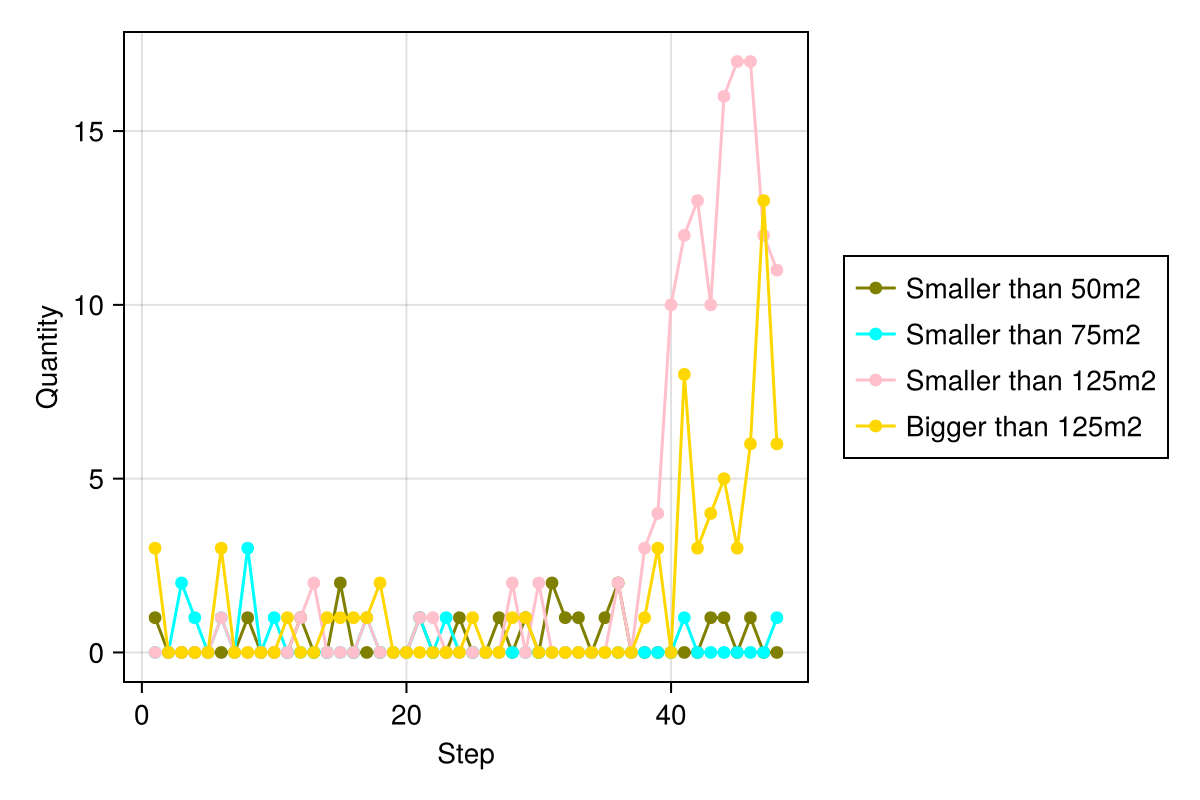 15
10
5
0
Quantity
0 20 40
Step
Smaller than 50m2
Smaller than 75m2
Smaller than 125m2
Bigger than 125m2